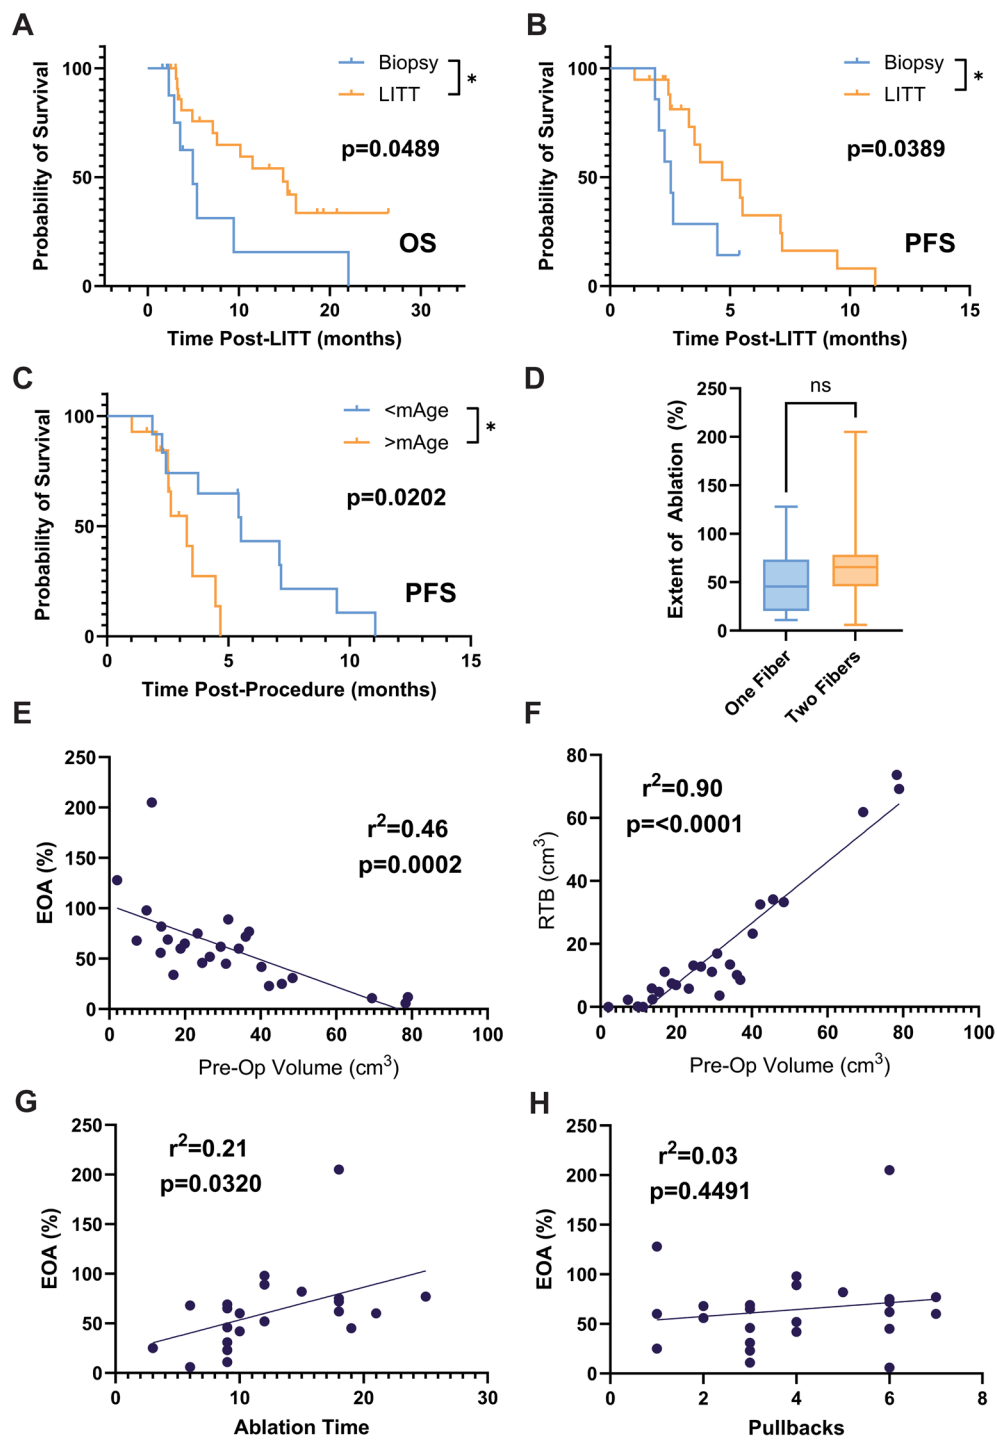 A
Probability of Survival
100
50
0
0 10 20 30
Time Post-LITT (months)
Biopsy
LITT
*
p=0.0489
OS
B
Probability of Survival
100
50
0
0 5 10 15
Time Post-LITT (months)
Biopsy
LITT
*
p=0.0389
PFS
C
Probability of Survival
100
50
0
0 5 10 15
Time Post-Procedure (months)
<mAge
>mAge
*
p=0.0202
PFS
D
Extent of Ablation (%)
250
200
150
100
50
0
ns
One Fiber
Two Fibers
E
EOA (%)
250
200
150
100
50
0
0 20 40 60 80 100
Pre-Op Volume (cm³)
r²=0.46
p=0.0002
F
RTB (cm³)
80
60
40
20
0
0 20 40 60 80 100
Pre-Op Volume (cm³)
r²=0.90
p=<0.0001
G
EOA (%)
250
200
150
100
50
0
0 10 20 30
Ablation Time
r²=0.21
p=0.0320
H
EOA (%)
250
200
150
100
50
0
0 2 4 6 8
Pullbacks
r²=0.03
p=0.4491